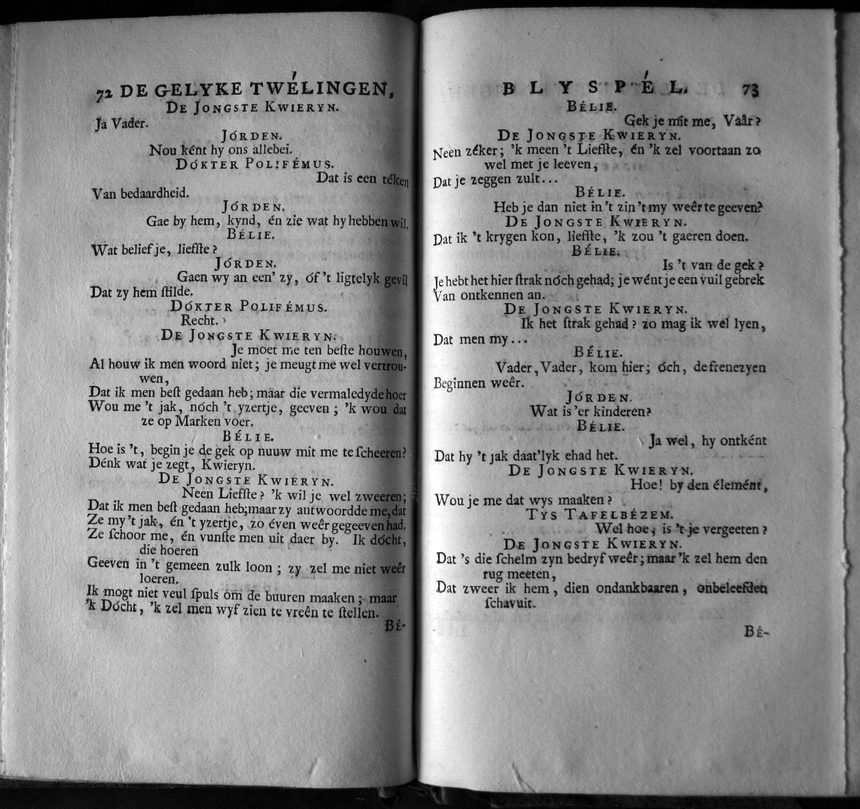 72 DE GELYKE TWÉLINGEN,
DE JONGSTE KWIERYN.
Ja Vader.
JÓRDEN.
Nou ként hy ons allebei.
DÓKTER POLIFÉMUS.
Dat is een téken
Van bedaardheid.
JÓRDEN.
Gae by hem, kynd, én zie wat hy hebben wil.
BÉLIE.
Wat belief je, liefſte?
JÓRDEN.
Gaen wy an een' zy, óf 't ligtelyk gevil
Dat zy hem ſtilde.
DÓKTER POLIFÉMUS.
Recht.
DE JONGSTE KWIERYN.
Je moet me ten beſte houwen,
Al houw ik men woord niet; je meugt me wel vertrou-
wen,
Dat ik men beſt gedaan heb; maar die vermaledyde hoer
Wou me 't jak, nóch 't yzertje, geeven; 'k wou dat
ze op Marken voer.
BÉLIE.
Hoe is 't, begin je de gek op nuuw mit me te ſcheeren?
Dénk wat je zegt, Kwieryn.
DE JONGSTE KWIERYN.
Neen Liefſte? 'k wil je wel zweeren;
Dat ik men beſt gedaan heb; maar zy antwoordde me, dat
Ze my 't jak, én 't yzertje, zo éven weêr gegeeven had.
Ze ſchoor me, én vunſte men uit daer by. Ik dócht,
die hoeren
Geeven in 't gemeen zulk loon; zy zel me niet weêr
loeren.
Ik mogt niet veul ſpuls óm de buuren maaken; maar
'k Dócht, 'k zel men wyf zien te vreên te ſtellen.
BÉ-
BLYSPÉL. 73
BÉLIE.
Gek je mit me, Vaâr?
DE JONGSTE KWIERYN.
Neen zéker; 'k meen 't Liefſte, én 'k zel voortaan zo
wel met je leeven,
Dat je zeggen zult...
BÉLIE.
Heb je dan niet in 't zin 't my weêr te geeven?
DE JONGSTE KWIERYN.
Dat ik 't krygen kon, liefſte, 'k zou 't gaeren doen.
BÉLIE.
Is 't van de gek?
Je hebt het hier ſtrak nóch gehad; je wént je een vuil gebrek
Van ontkennen an.
DE JONGSTE KWIERYN.
Ik het ſtrak gehad? zo mag ik wél lyen,
Dat men my...
BÉLIE.
Vader, Vader, kom hier; óch, de frenezyen
Beginnen weêr.
JÓRDEN.
Wat is 'er kinderen?
BÉLIE.
Ja wel, hy ontként
Dat hy 't jak daat'lyk ehad het.
DE JONGSTE KWIERYN.
Hoe! by den élemént,
Wou je me dat wys maaken?
TYS TAFELBÉZEM.
Wel hoe, is 't je vergeeten?
DE JONGSTE KWIERYN.
Dat 's die ſchelm zyn bedryf weêr; maar 'k zel hem den
rug meeten,
Dat zweer ik hem, dien ondankbaaren, onbeleefden
ſchavuit.
BÉ-